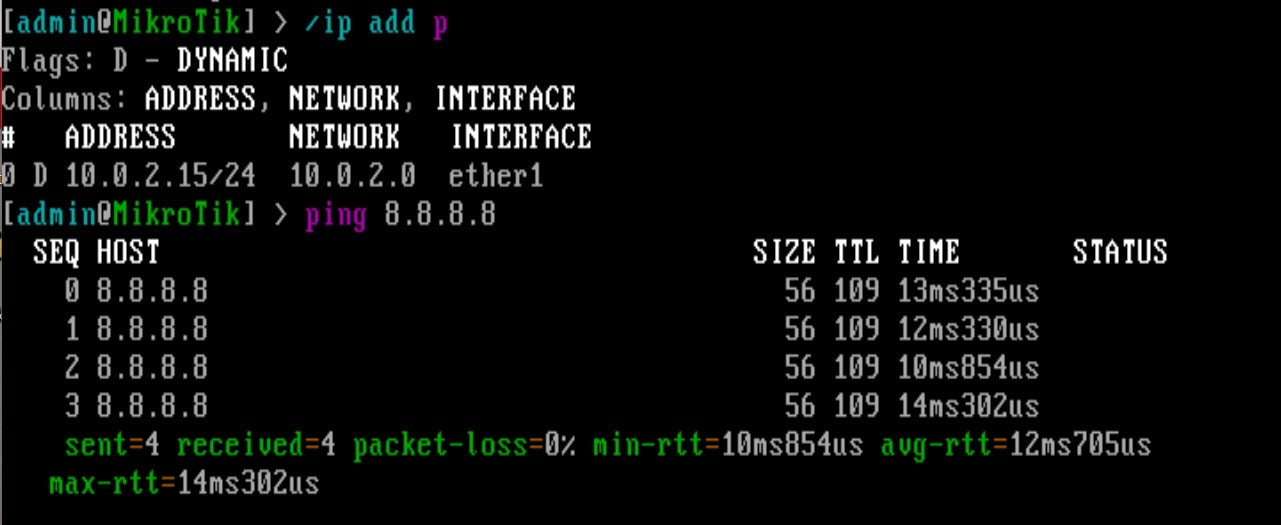 [admin@MikroTik] > /ip add p
Flags: D - DYNAMIC
Columns: ADDRESS, NETWORK, INTERFACE
#   ADDRESS       NETWORK   INTERFACE
0 D 10.0.2.15/24  10.0.2.0  ether1
[admin@MikroTik] > ping 8.8.8.8
  SEQ HOST                                     SIZE TTL TIME       STATUS
    0 8.8.8.8                                    56 109 13ms335us
    1 8.8.8.8                                    56 109 12ms330us
    2 8.8.8.8                                    56 109 10ms854us
    3 8.8.8.8                                    56 109 14ms302us
    sent=4 received=4 packet-loss=0% min-rtt=10ms854us avg-rtt=12ms705us
   max-rtt=14ms302us